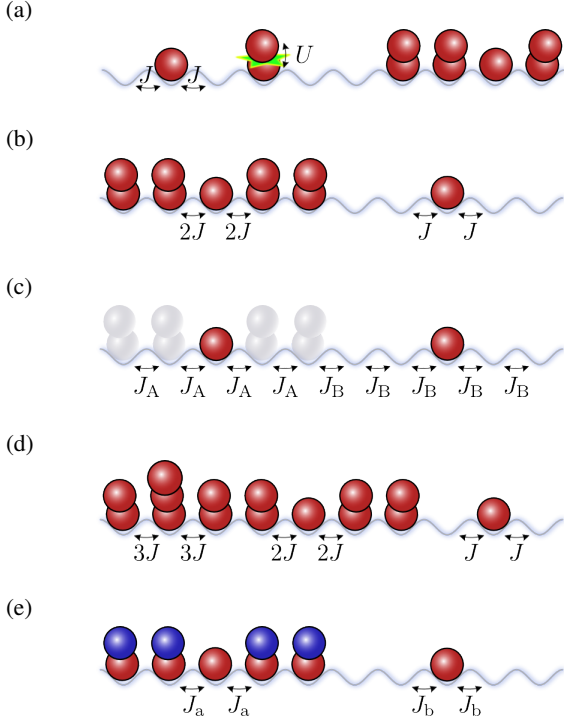 (a)
U
J J
(b)
2J 2J J J
(c)
J_A J_A J_A J_A J_B J_B J_B J_B J_B
(d)
3J 3J 2J 2J J J
(e)
J_a J_a J_b J_b